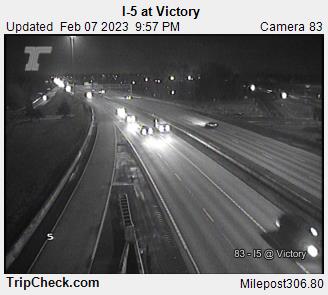 I-5 at Victory
Updated Feb 07 2023 9:57 PM Camera 83
T
S
83 - I5 @ Victory
TripCheck.com Milepost306.80